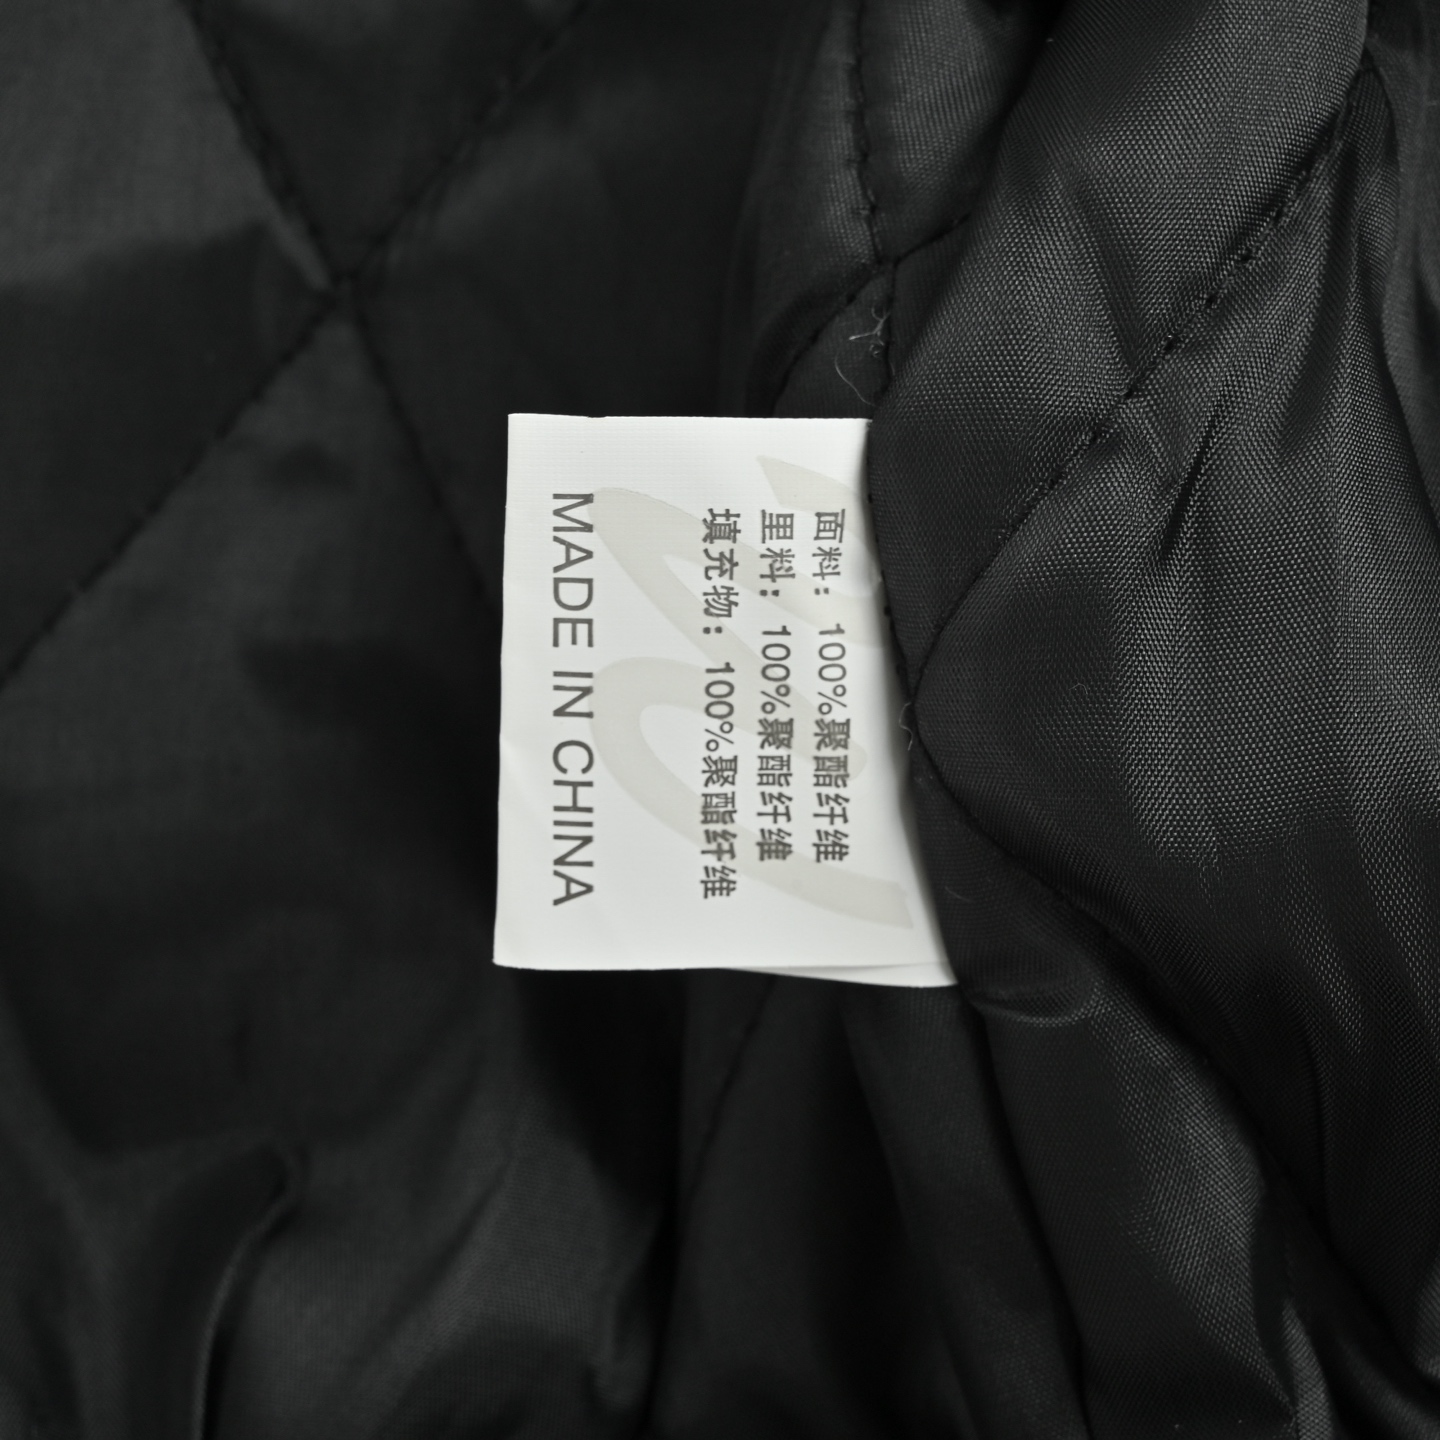 面料：100%聚酯纤维
里料：100%聚酯纤维
填充物：100%聚酯纤维
MADE IN CHINA